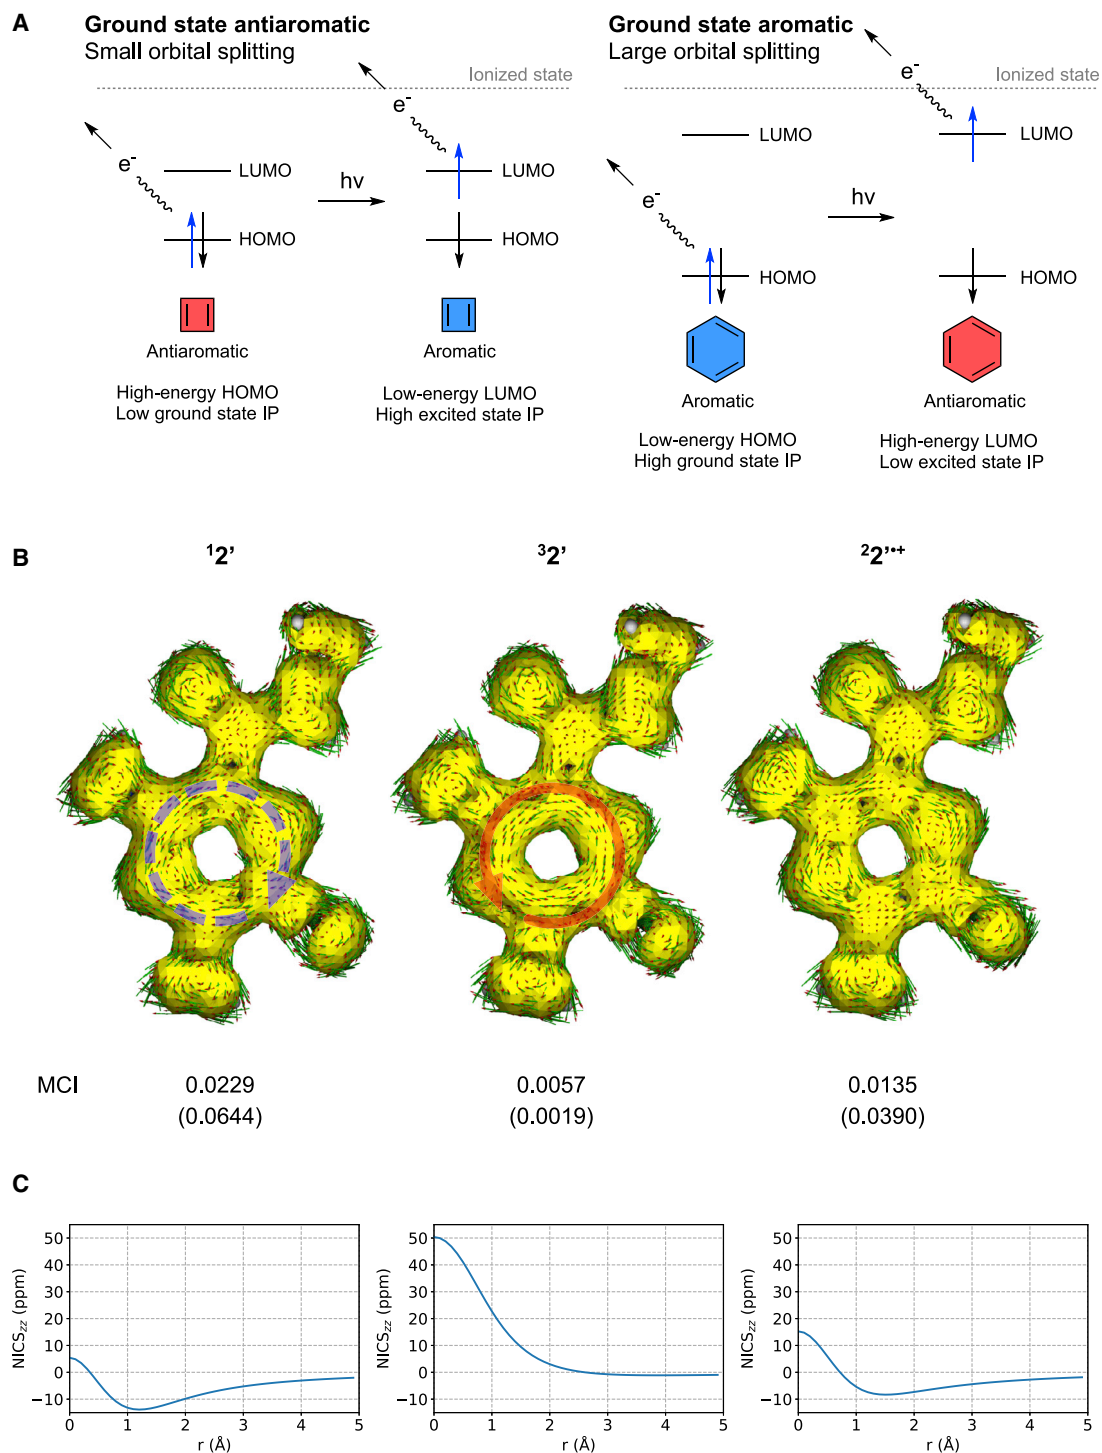 A
Ground state antiaromatic
Small orbital splitting
Ionized state
e-
e-
LUMO
HOMO
hν
LUMO
HOMO
Antiaromatic
High-energy HOMO
Low ground state IP
Aromatic
Low-energy LUMO
High excited state IP
Ground state aromatic
Large orbital splitting
Ionized state
e-
e-
LUMO
HOMO
hν
LUMO
HOMO
Aromatic
Low-energy HOMO
High ground state IP
Antiaromatic
High-energy LUMO
Low excited state IP
B
¹2' ³2' ²2'•+
MCI 0.0229 0.0057 0.0135
(0.0644) (0.0019) (0.0390)
C
NICSzz (ppm)
50
40
30
20
10
0
−10
0 1 2 3 4 5
r (Å)
NICSzz (ppm)
50
40
30
20
10
0
−10
0 1 2 3 4 5
r (Å)
NICSzz (ppm)
50
40
30
20
10
0
−10
0 1 2 3 4 5
r (Å)